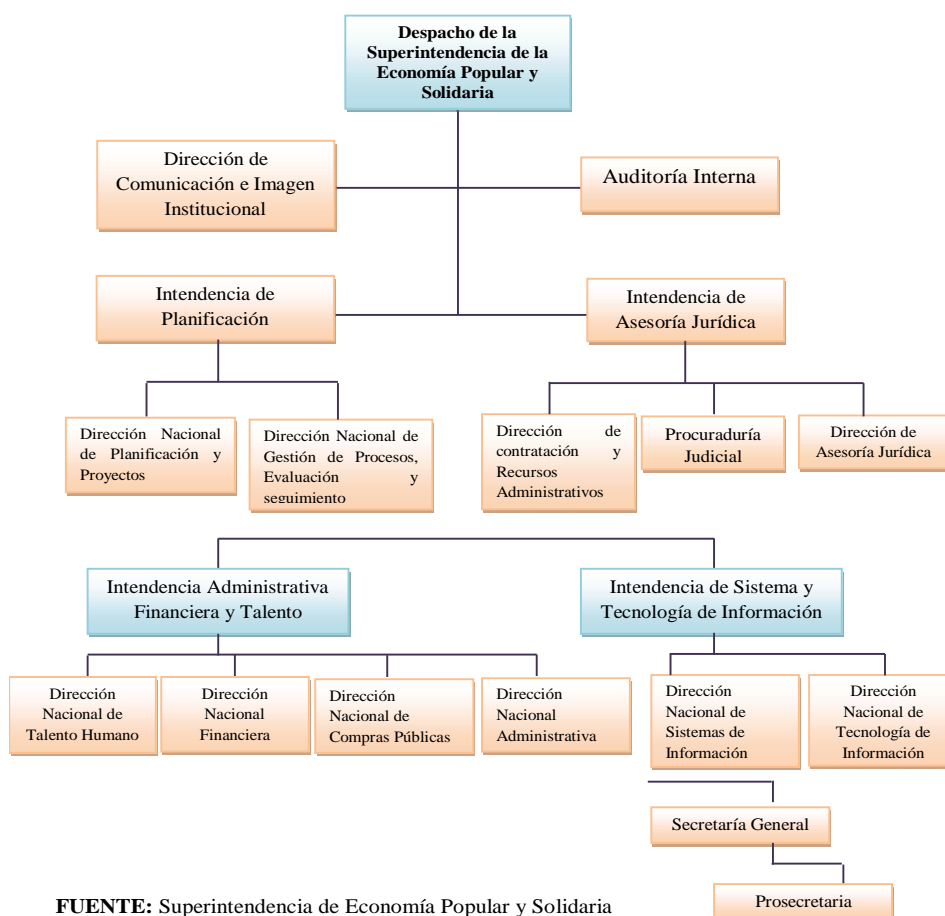 Despacho de la
Superintendencia de la
Economía Popular y
Solidaria
Dirección de
Comunicación e Imagen
Institucional
Auditoría Interna
Intendencia de
Planificación
Intendencia de
Asesoría Jurídica
Dirección Nacional
de Planificación y
Proyectos
Dirección Nacional de
Gestión de Procesos,
Evaluación y
seguimiento
Dirección de
contratación y
Recursos
Administrativos
Procuraduría
Judicial
Dirección de
Asesoría Jurídica
Intendencia Administrativa
Financiera y Talento
Intendencia de Sistema y
Tecnología de Información
Dirección
Nacional de
Talento Humano
Dirección
Nacional
Financiera
Dirección
Nacional de
Compras Públicas
Dirección
Nacional
Administrativa
Dirección
Nacional de
Sistemas de
Información
Dirección
Nacional de
Tecnología de
Información
Secretaría General
Prosecretaria
FUENTE: Superintendencia de Economía Popular y Solidaria